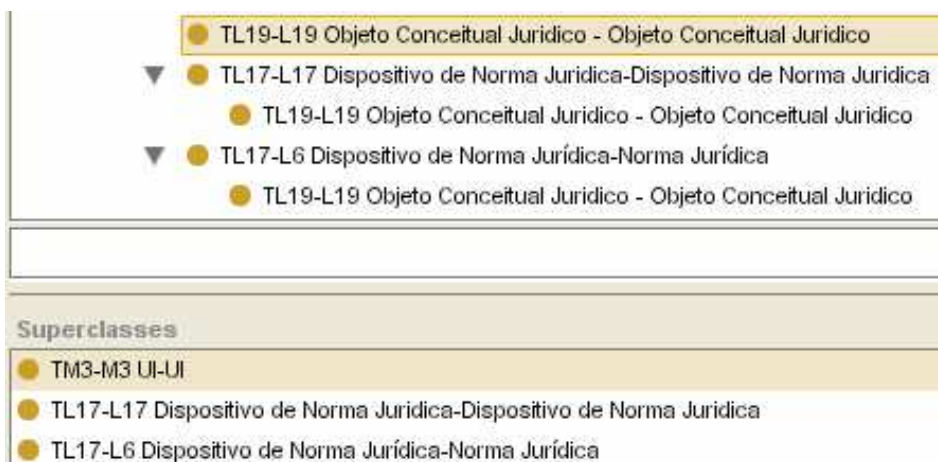 TL19-L19 Objeto Conceitual Juridico - Objeto Conceitual Juridico
TL17-L17 Dispositivo de Norma Juridica-Dispositivo de Norma Juridica
TL19-L19 Objeto Conceitual Juridico - Objeto Conceitual Juridico
TL17-L6 Dispositivo de Norma Jurídica-Norma Jurídica
TL19-L19 Objeto Conceitual Juridico - Objeto Conceitual Juridico
Superclasses
TM3-M3 UI-UI
TL17-L17 Dispositivo de Norma Juridica-Dispositivo de Norma Juridica
TL17-L6 Dispositivo de Norma Jurídica-Norma Jurídica